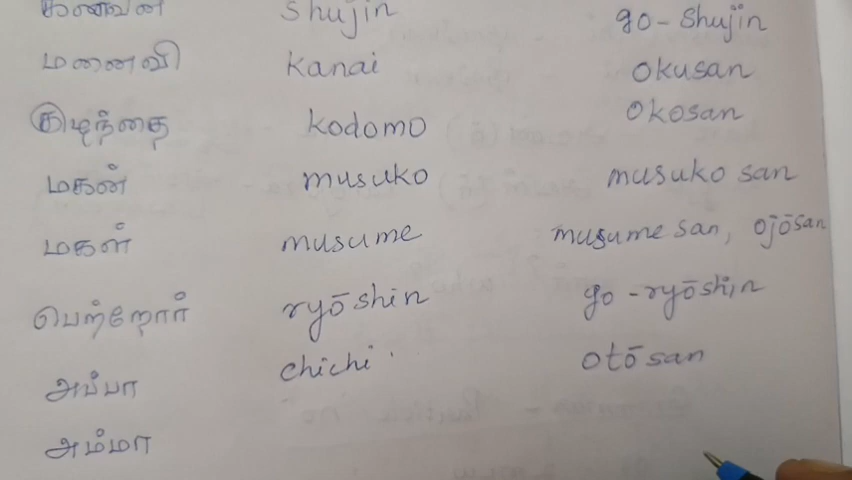 கணவன் shujin go-shujin
மனைவி kanai okusan
குழந்தை kodomo okosan
மகன் musuko musuko san
மகள் musume musume san, ojōsan
பெற்றோர் ryōshin go-ryōshin
அப்பா chichi. otōsan
அம்மா